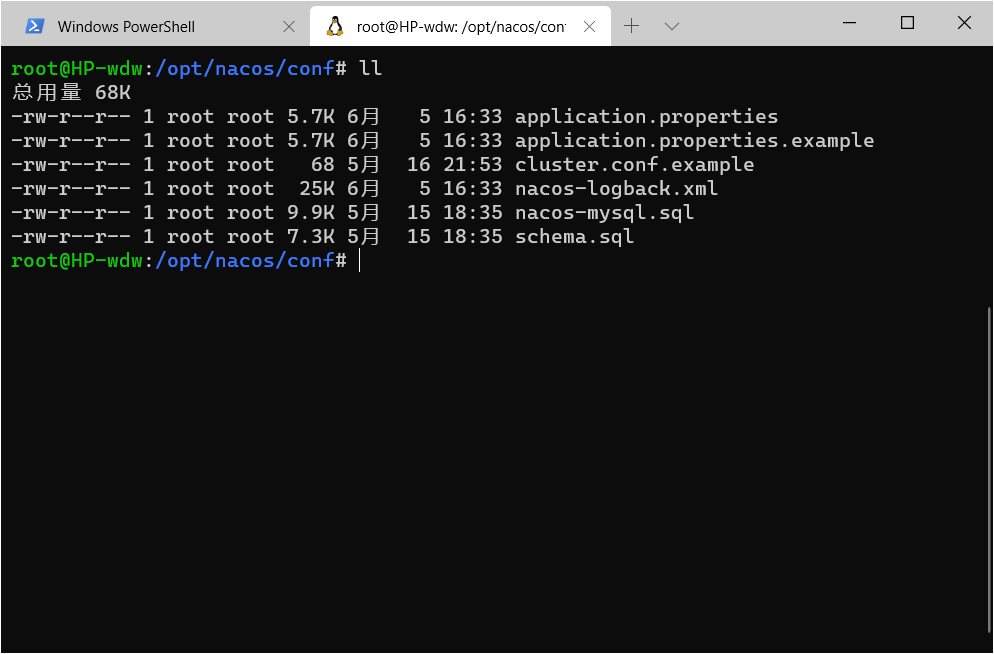 Windows PowerShell
root@HP-wdw: /opt/nacos/con
root@HP-wdw:/opt/nacos/conf# ll
总用量 68K
-rw-r--r-- 1 root root 5.7K 6月   5 16:33 application.properties
-rw-r--r-- 1 root root 5.7K 6月   5 16:33 application.properties.example
-rw-r--r-- 1 root root   68 5月  16 21:53 cluster.conf.example
-rw-r--r-- 1 root root  25K 6月   5 16:33 nacos-logback.xml
-rw-r--r-- 1 root root 9.9K 5月  15 18:35 nacos-mysql.sql
-rw-r--r-- 1 root root 7.3K 5月  15 18:35 schema.sql
root@HP-wdw:/opt/nacos/conf#